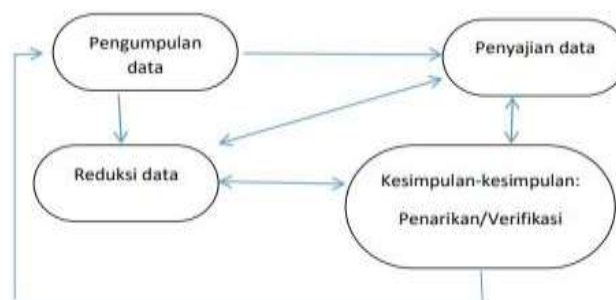 Pengumpulan
data
Penyajian data
Reduksi data
Kesimpulan-kesimpulan:
Penarikan/Verifikasi